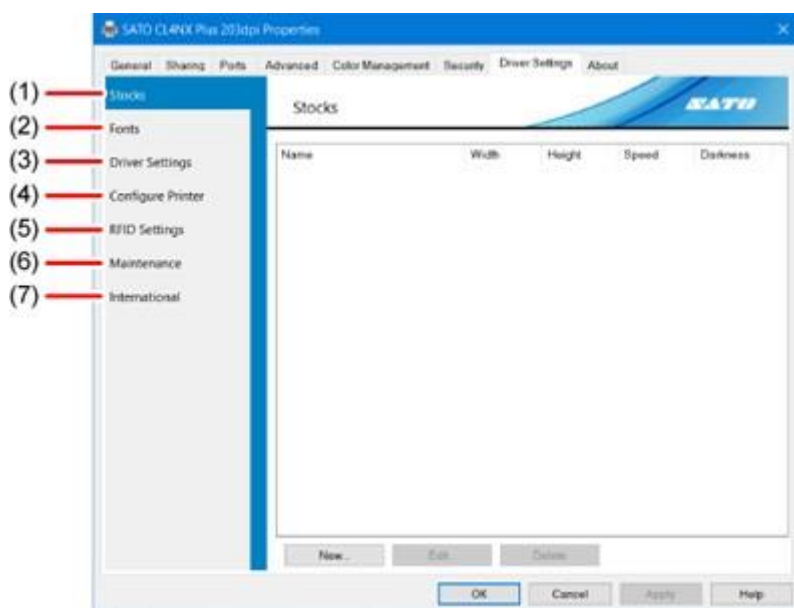 SATO CL4NX Plus 203dpi Properties
General Sharing Ports Advanced Color Management Security Driver Settings About
(1) Stocks
(2) Fonts
(3) Driver Settings
(4) Configure Printer
(5) RFID Settings
(6) Maintenance
(7) International
Stocks SATO
Name Width Height Speed Darkness
New... Edit... Delete
OK Cancel Apply Help